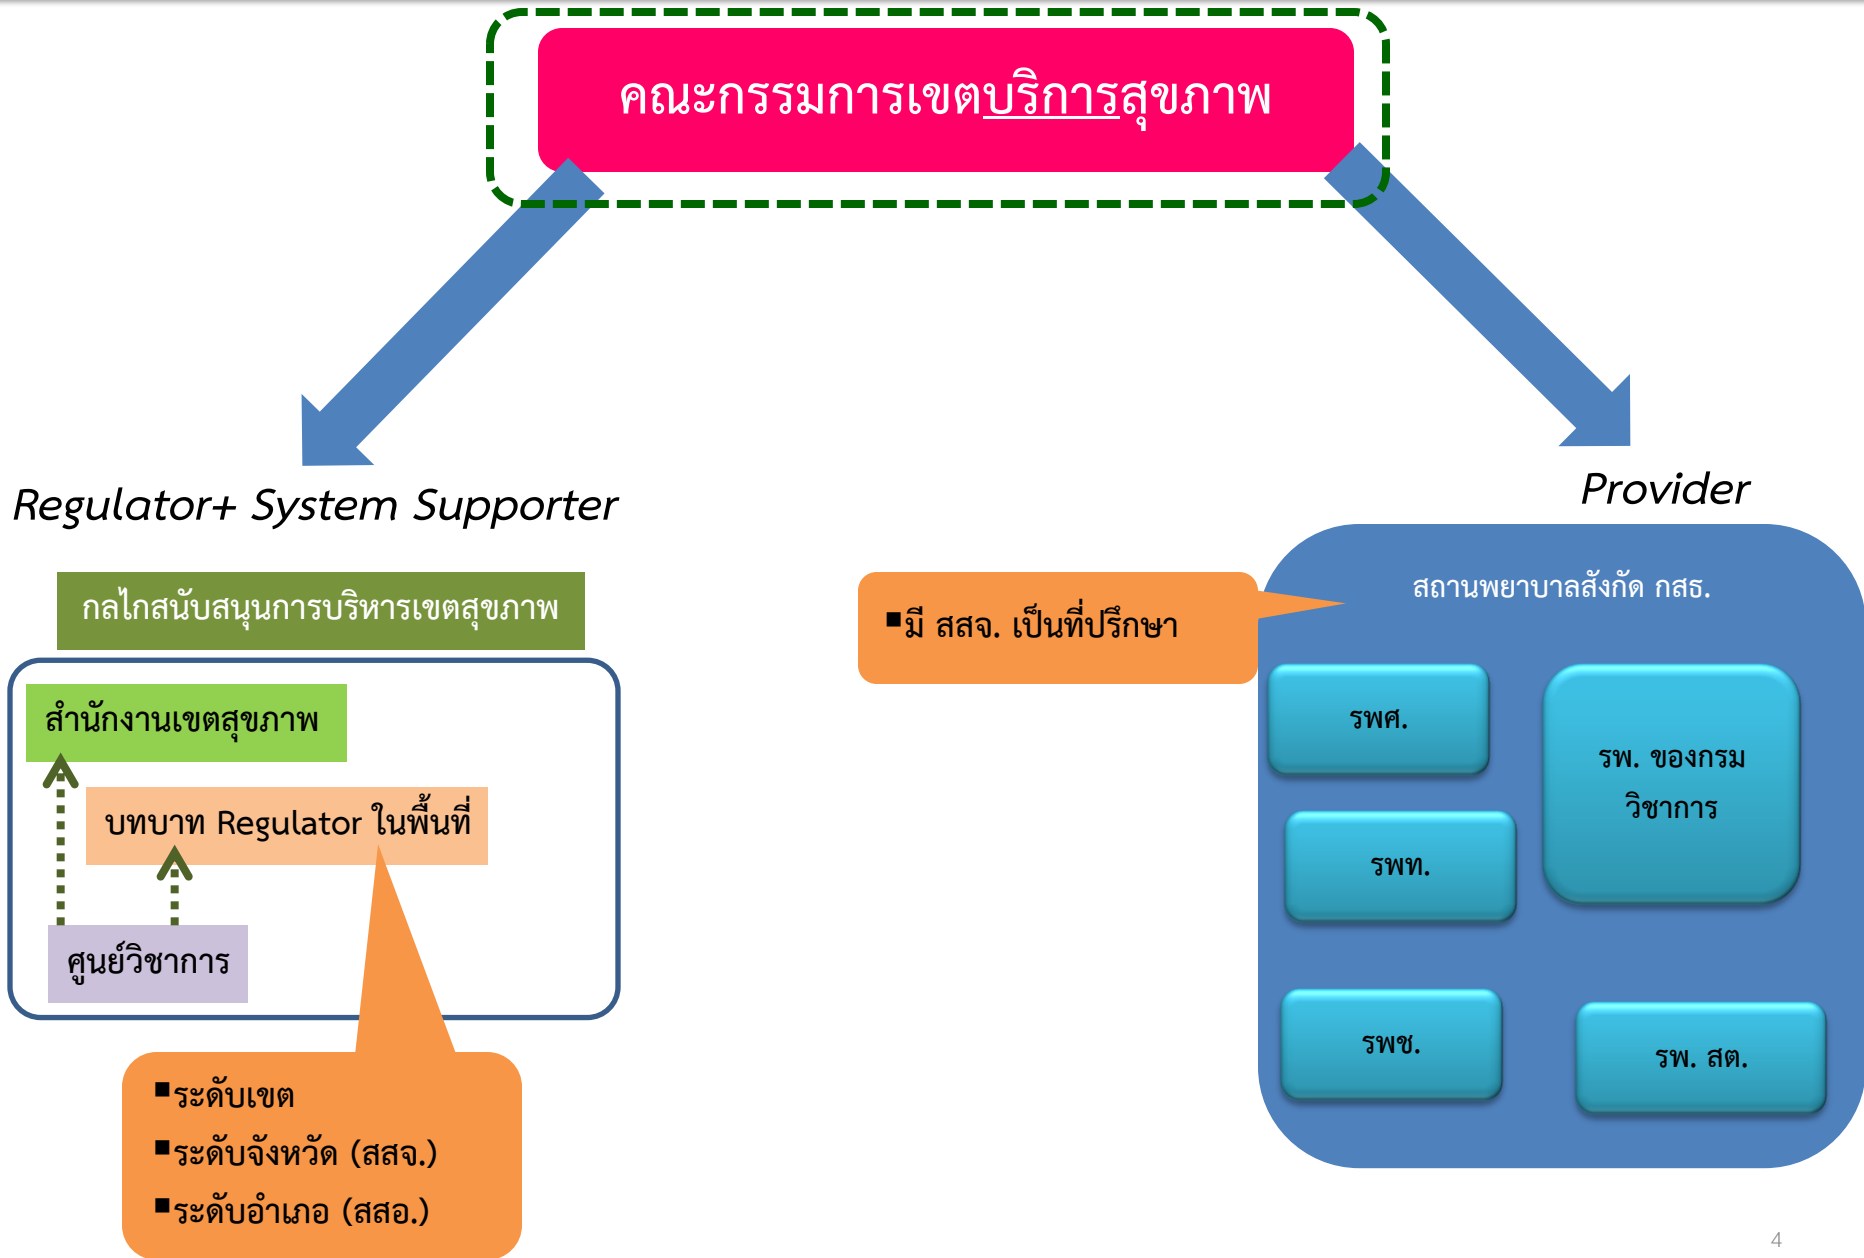 คณะกรรมการเขตบริการสุขภาพ
Regulator+ System Supporter
กลไกสนับสนุนการบริหารเขตสุขภาพ
สำนักงานเขตสุขภาพ
บทบาท Regulator ในพื้นที่
ศูนย์วิชาการ
▪ระดับเขต
▪ระดับจังหวัด (สสจ.)
▪ระดับอำเภอ (สสอ.)
Provider
▪มี สสจ. เป็นที่ปรึกษา
สถานพยาบาลสังกัด กสธ.
รพศ.
รพ. ของกรม
วิชาการ
รพท.
รพช.
รพ. สต.
4